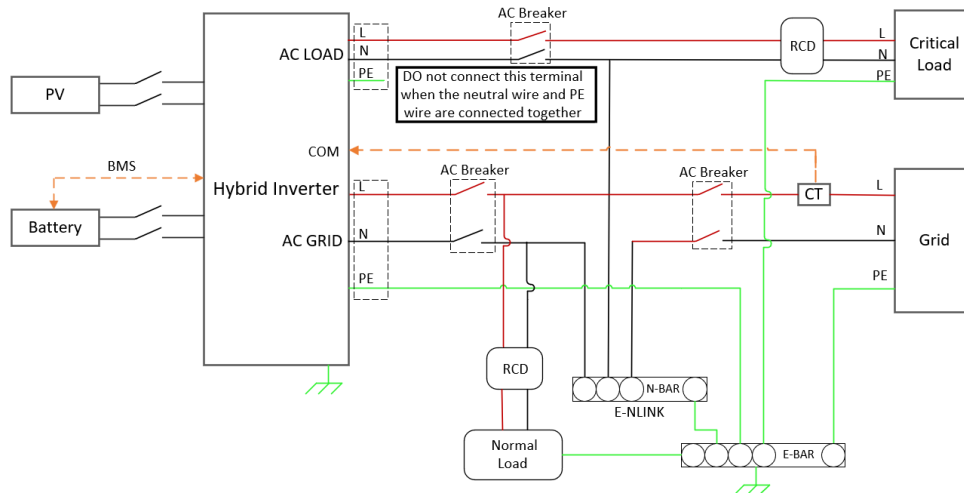 AC Breaker
L
AC LOAD
N
PE
RCD
L
N
PE
Critical
Load
PV
DO not connect this terminal
when the neutral wire and PE
wire are connected together
COM
BMS
Hybrid Inverter
AC Breaker
AC Breaker
L
CT
L
Battery
AC GRID
N
N
Grid
PE
PE
RCD
N-BAR
E-NLINK
Normal
Load
E-BAR